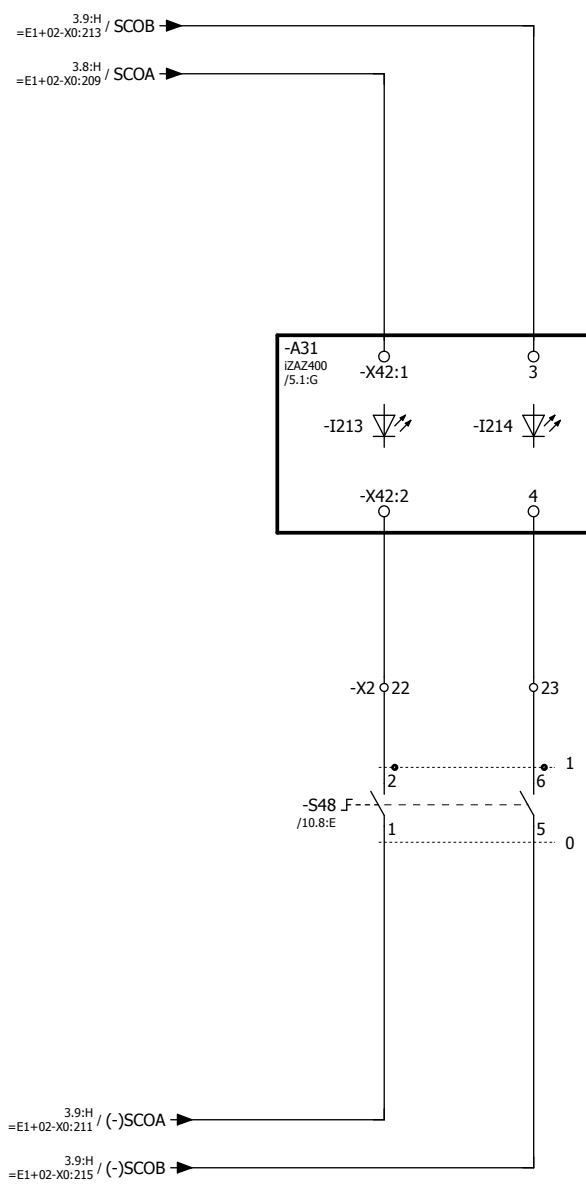 3.9:H
=E1+02-X0:213 / SCOB
3.8:H
=E1+02-X0:209 / SCOA
-A31
iZAZ400
/5.1:G
-X42:1
3
-I213
-I214
-X42:2
4
-X2
22
23
1
2
6
-S48
/10.8:E
1
5
0
3.9:H
=E1+02-X0:211 / (-)SCOA
3.9:H
=E1+02-X0:215 / (-)SCOB